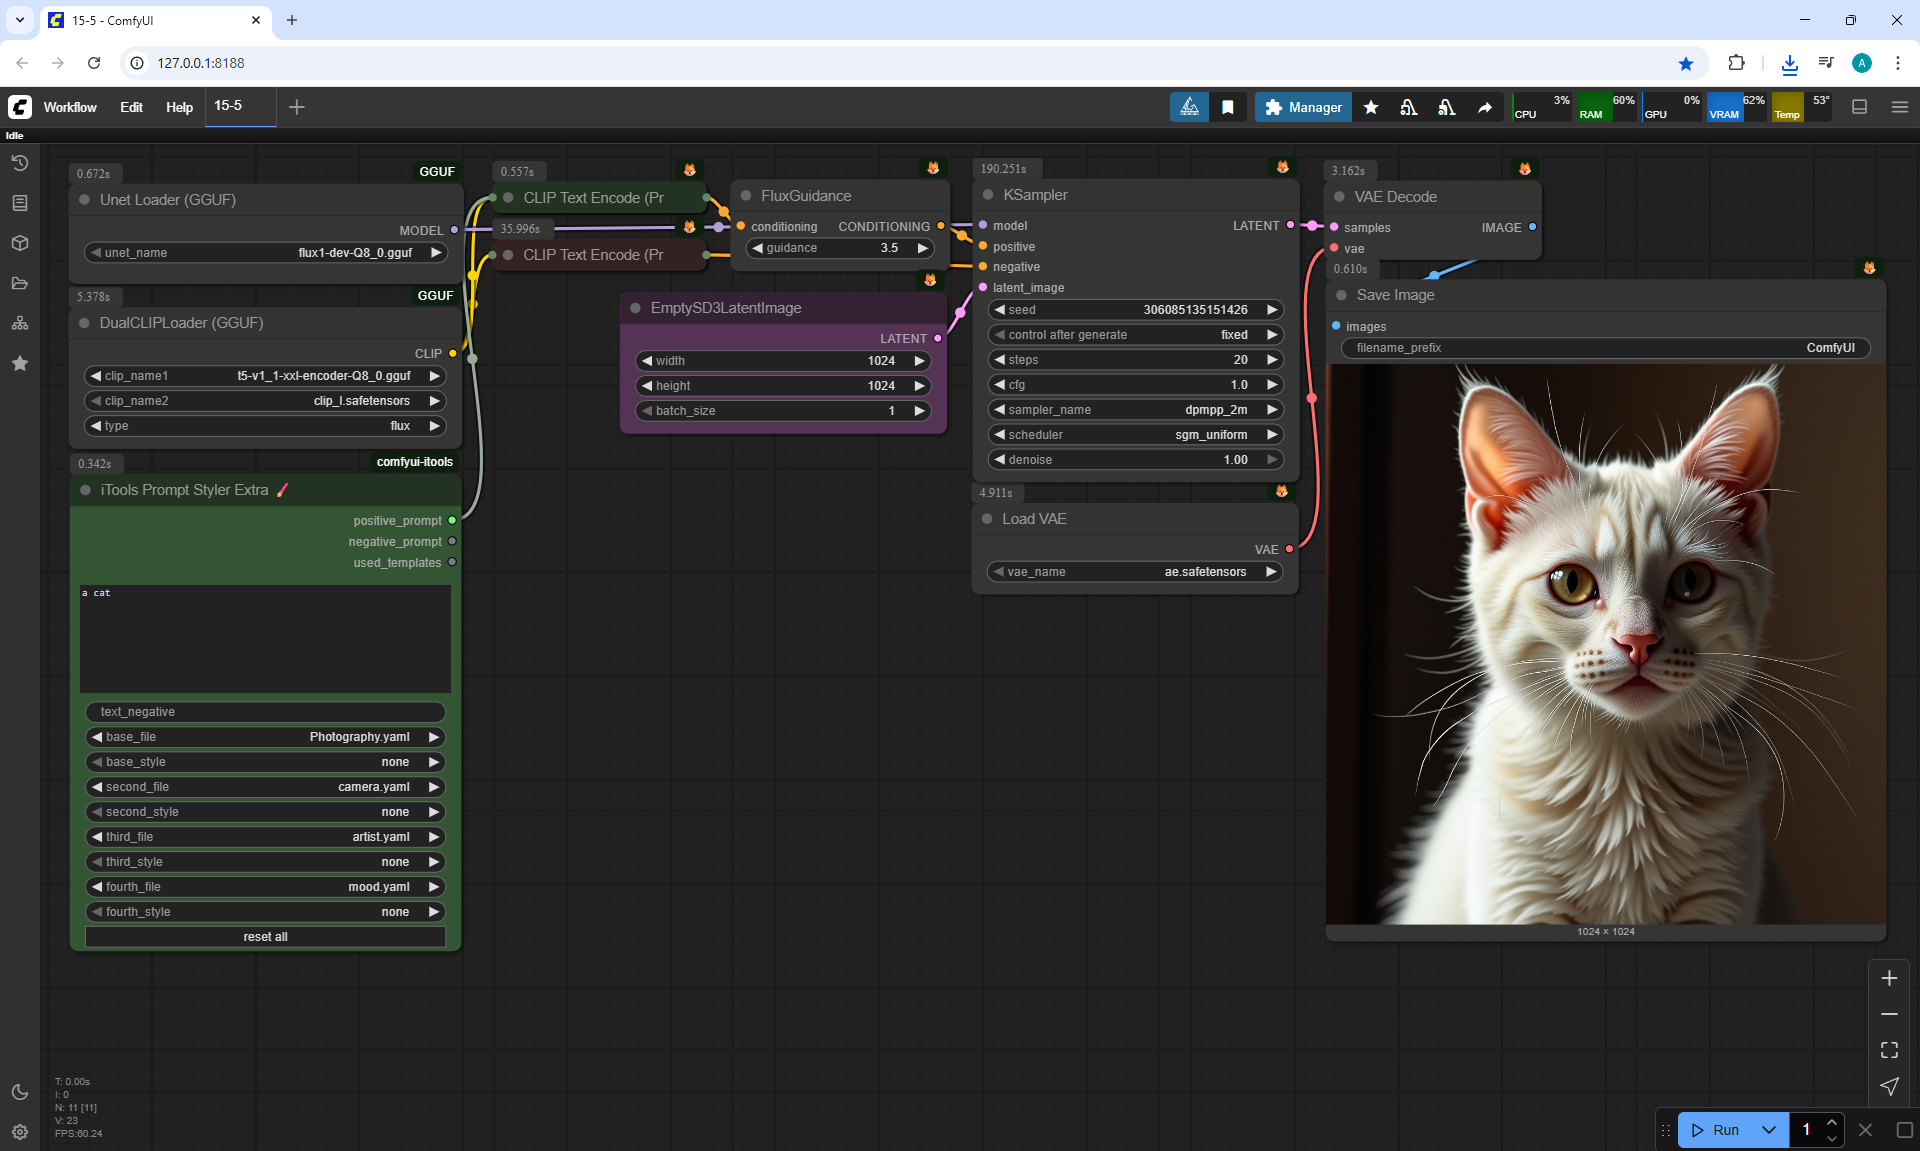 15-5 - ComfyUI
127.0.0.1:8188
A
Workflow Edit Help 15-5
Manager
CPU 3% RAM 60% GPU 0% VRAM 62% Temp 53°
Idle
0.672s GGUF
Unet Loader (GGUF)
MODEL
unet_name flux1-dev-Q8_0.gguf
5.378s GGUF
DualCLIPLoader (GGUF)
CLIP
clip_name1 t5-v1_1-xxl-encoder-Q8_0.gguf
clip_name2 clip_l.safetensors
type flux
0.342s comfyui-itools
iTools Prompt Styler Extra
positive_prompt
negative_prompt
used_templates
a cat
text_negative
base_file Photography.yaml
base_style none
second_file camera.yaml
second_style none
third_file artist.yaml
third_style none
fourth_file mood.yaml
fourth_style none
reset all
0.557s
CLIP Text Encode (Pr
35.996s
CLIP Text Encode (Pr
FluxGuidance
conditioning CONDITIONING
guidance 3.5
EmptySD3LatentImage
LATENT
width 1024
height 1024
batch_size 1
190.251s
KSampler
model LATENT
positive
negative
latent_image
seed 306085135151426
control after generate fixed
steps 20
cfg 1.0
sampler_name dpmpp_2m
scheduler sgm_uniform
denoise 1.00
4.911s
Load VAE
VAE
vae_name ae.safetensors
3.162s
VAE Decode
samples IMAGE
vae
0.610s
Save Image
images
filename_prefix ComfyUI
1024 × 1024
T: 0.00s
I: 0
N: 11 [11]
V: 23
FPS:60.24
Run 1